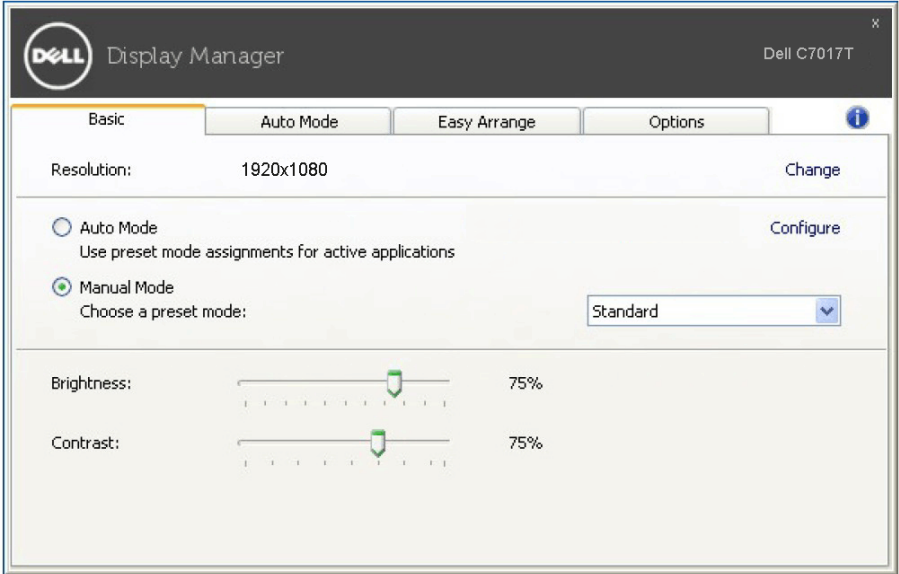 DELL Display Manager
x
Dell C7017T
Basic Auto Mode Easy Arrange Options i
Resolution: 1920x1080 Change
Auto Mode Configure
Use preset mode assignments for active applications
Manual Mode
Choose a preset mode: Standard
Brightness: 75%
Contrast: 75%